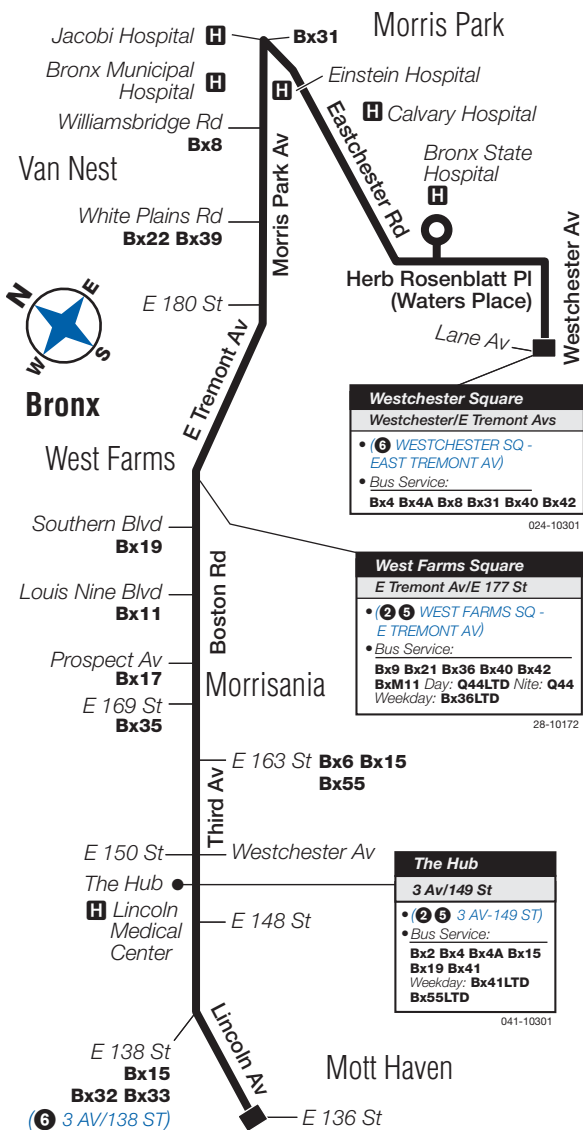 Morris Park
Jacobi Hospital H
Bx31
Bronx Municipal
Hospital H
H Einstein Hospital
H Calvary Hospital
Williamsbridge Rd
Bx8
Van Nest
Bronx State
Hospital
H
Morris Park Av
Eastchester Rd
Westchester Av
White Plains Rd
Bx22 Bx39
Herb Rosenblatt Pl
(Waters Place)
E 180 St
Lane Av
N
E
W
S
Bronx
E Tremont Av
Westchester Square
Westchester/E Tremont Avs
• (6 WESTCHESTER SQ -
EAST TREMONT AV)
• Bus Service:
Bx4 Bx4A Bx8 Bx31 Bx40 Bx42
024-10301
West Farms
Southern Blvd
Bx19
Louis Nine Blvd
Bx11
Boston Rd
West Farms Square
E Tremont Av/E 177 St
• (2 5 WEST FARMS SQ -
E TREMONT AV)
• Bus Service:
Bx9 Bx21 Bx36 Bx40 Bx42
BxM11 Day: Q44LTD Nite: Q44
Weekday: Bx36LTD
28-10172
Prospect Av
Bx17
Morrisania
E 169 St
Bx35
E 163 St Bx6 Bx15
Bx55
Third Av
E 150 St
Westchester Av
The Hub
H Lincoln
Medical
Center
E 148 St
The Hub
3 Av/149 St
• (2 5 3 AV-149 ST)
• Bus Service:
Bx2 Bx4 Bx4A Bx15
Bx19 Bx41
Weekday: Bx41LTD
Bx55LTD
041-10301
Lincoln Av
E 138 St
Bx15
Bx32 Bx33
(6 3 AV/138 ST)
Mott Haven
E 136 St